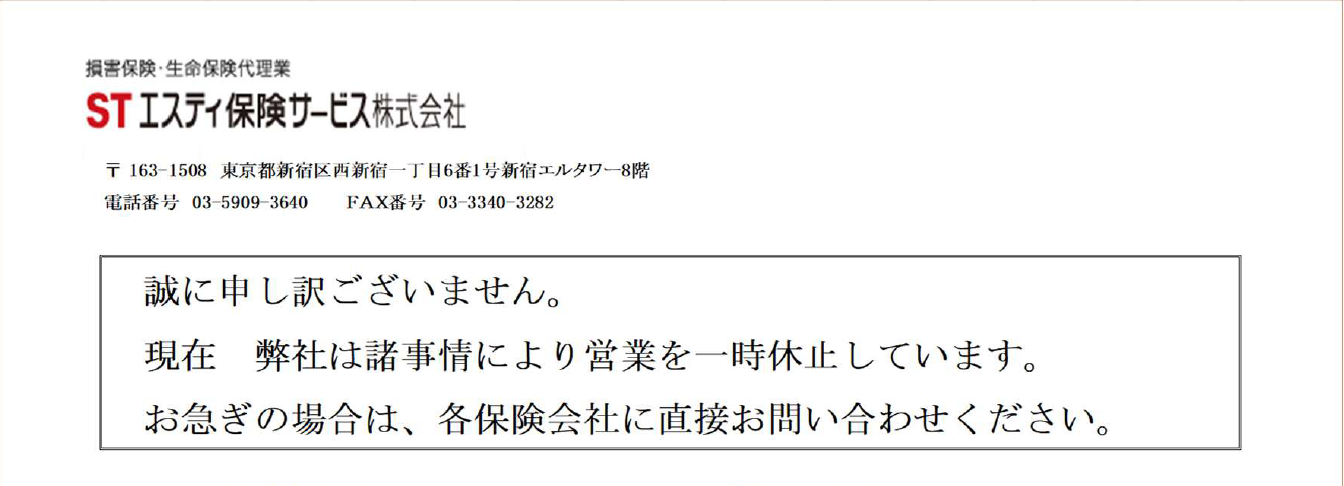 損害保険・生命保険代理業
ST エスティ保険サービス株式会社
〒 163-1508 東京都新宿区西新宿一丁目6番1号新宿エルタワー8階
電話番号 03-5909-3640 FAX番号 03-3340-3282
誠に申し訳ございません。
現在 弊社は諸事情により営業を一時休止しています。
お急ぎの場合は、各保険会社に直接お問い合わせください。